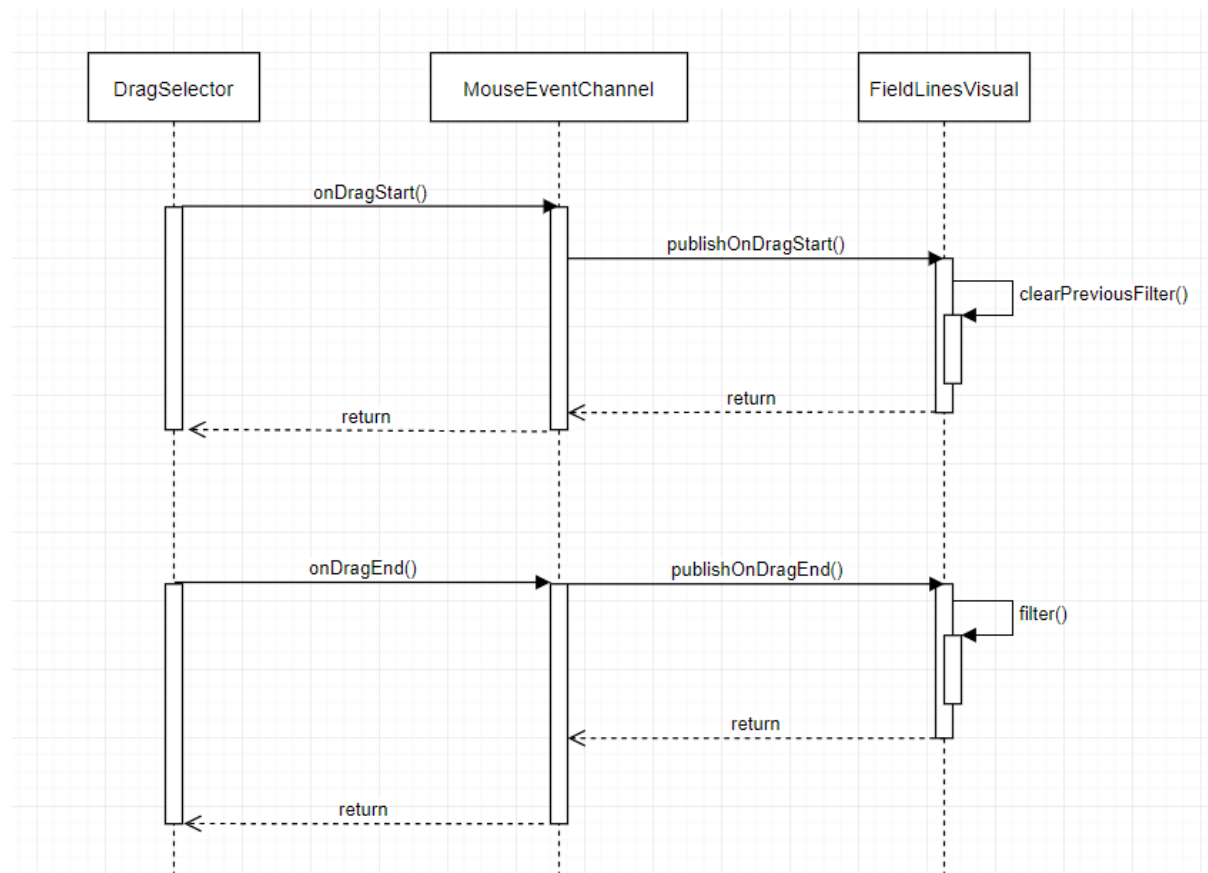 DragSelector
MouseEventChannel
FieldLinesVisual
onDragStart()
publishOnDragStart()
clearPreviousFilter()
return
return
onDragEnd()
publishOnDragEnd()
filter()
return
return